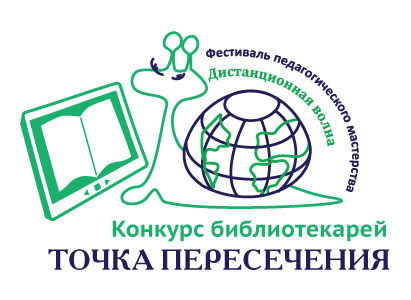 Фестиваль педагогического мастерства
Дистанционная волна
Конкурс библиотекарей
ТОЧКА ПЕРЕСЕЧЕНИЯ